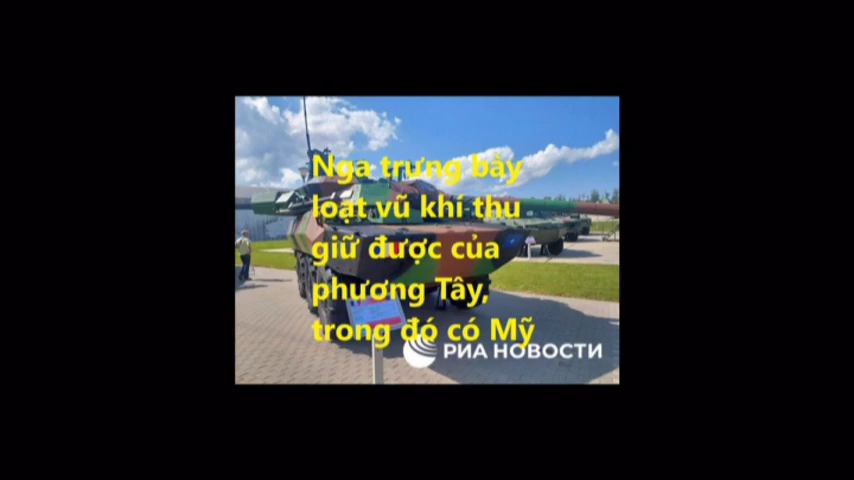 Nga trưng bày
loạt vũ khí thu
giữ được của
phương Tây,
trong đó có Mỹ
РИА НОВОСТИ